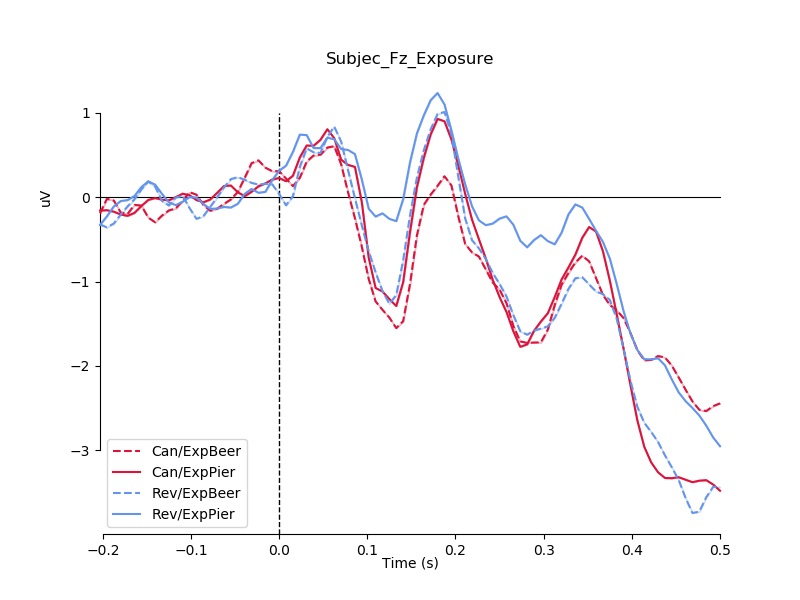 Subjec_Fz_Exposure
uV
1
0
−1
−2
−3
Can/ExpBeer
Can/ExpPier
Rev/ExpBeer
Rev/ExpPier
−0.2 −0.1 0.0 0.1 0.2 0.3 0.4 0.5
Time (s)